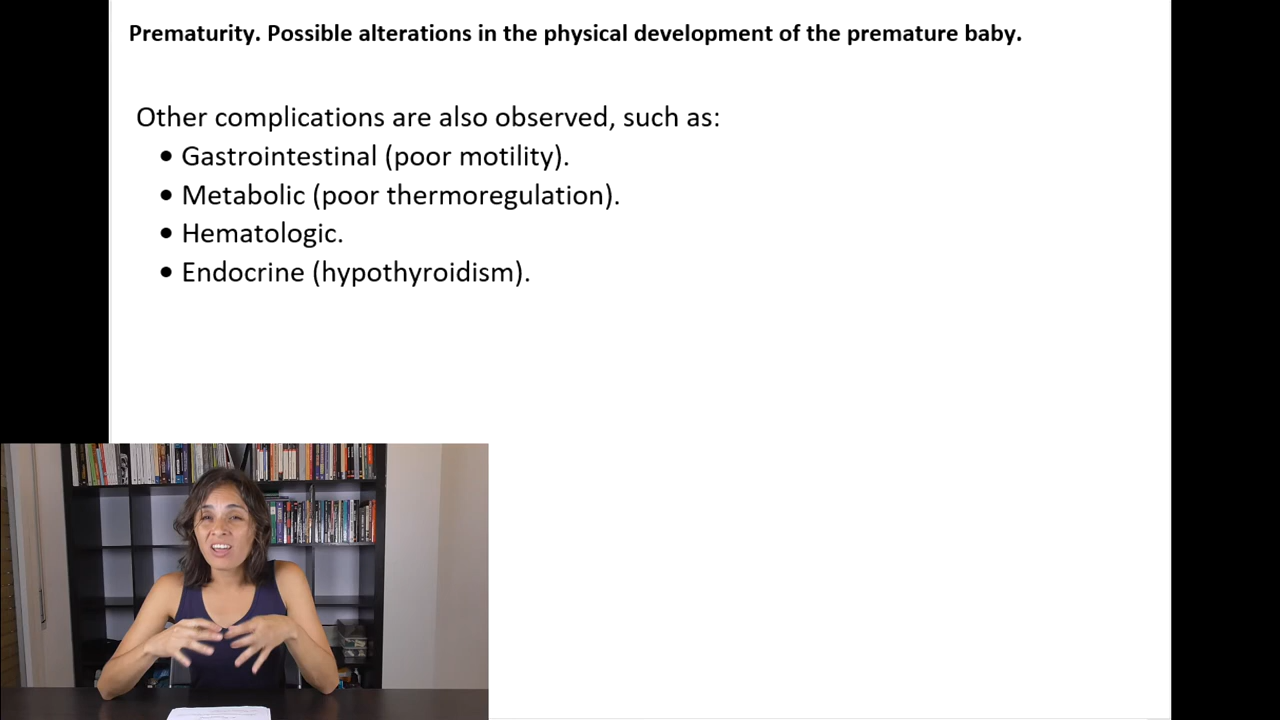 Prematurity. Possible alterations in the physical development of the premature baby.
Other complications are also observed, such as:
• Gastrointestinal (poor motility).
• Metabolic (poor thermoregulation).
• Hematologic.
• Endocrine (hypothyroidism).